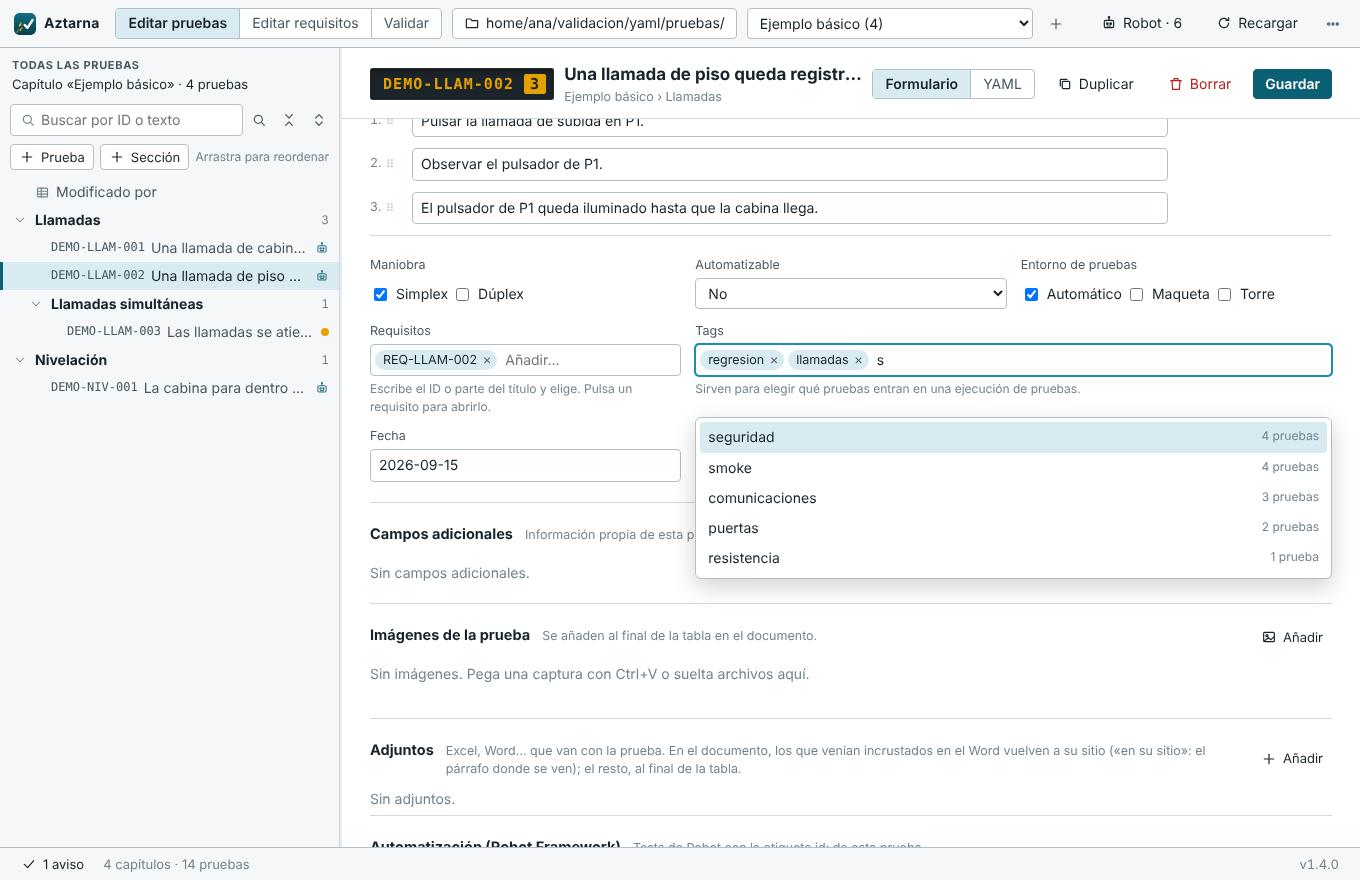 Aztarna
Editar pruebas
Editar requisitos
Validar
home/ana/validacion/yaml/pruebas/
Ejemplo básico (4)
Robot · 6
Recargar
TODAS LAS PRUEBAS
Capítulo «Ejemplo básico» · 4 pruebas
Buscar por ID o texto
Prueba
Sección
Arrastra para reordenar
Modificado por
Llamadas 3
DEMO-LLAM-001 Una llamada de cabin...
DEMO-LLAM-002 Una llamada de piso ...
Llamadas simultáneas 1
DEMO-LLAM-003 Las llamadas se atie...
Nivelación 1
DEMO-NIV-001 La cabina para dentro ...
DEMO-LLAM-002 3
Una llamada de piso queda registr...
Ejemplo básico › Llamadas
Formulario
YAML
Duplicar
Borrar
Guardar
1. Pulsar la llamada de subida en P1.
2. Observar el pulsador de P1.
3. El pulsador de P1 queda iluminado hasta que la cabina llega.
Maniobra
Simplex Dúplex
Automatizable
No
Entorno de pruebas
Automático Maqueta Torre
Requisitos
REQ-LLAM-002 × Añadir...
Escribe el ID o parte del título y elige. Pulsa un
requisito para abrirlo.
Tags
regresion × llamadas × s
Sirven para elegir qué pruebas entran en una ejecución de pruebas.
seguridad 4 pruebas
smoke 4 pruebas
comunicaciones 3 pruebas
puertas 2 pruebas
resistencia 1 prueba
Fecha
2026-09-15
Campos adicionales Información propia de esta p
Sin campos adicionales.
Imágenes de la prueba Se añaden al final de la tabla en el documento.
Añadir
Sin imágenes. Pega una captura con Ctrl+V o suelta archivos aquí.
Adjuntos Excel, Word... que van con la prueba. En el documento, los que venían incrustados en el Word vuelven a su sitio («en su sitio»: el
párrafo donde se ven); el resto, al final de la tabla.
Añadir
Sin adjuntos.
Automatización (Robot Framework) Tests de Robot con la etiqueta id: de esta prueba
1 aviso
4 capítulos · 14 pruebas
v1.4.0